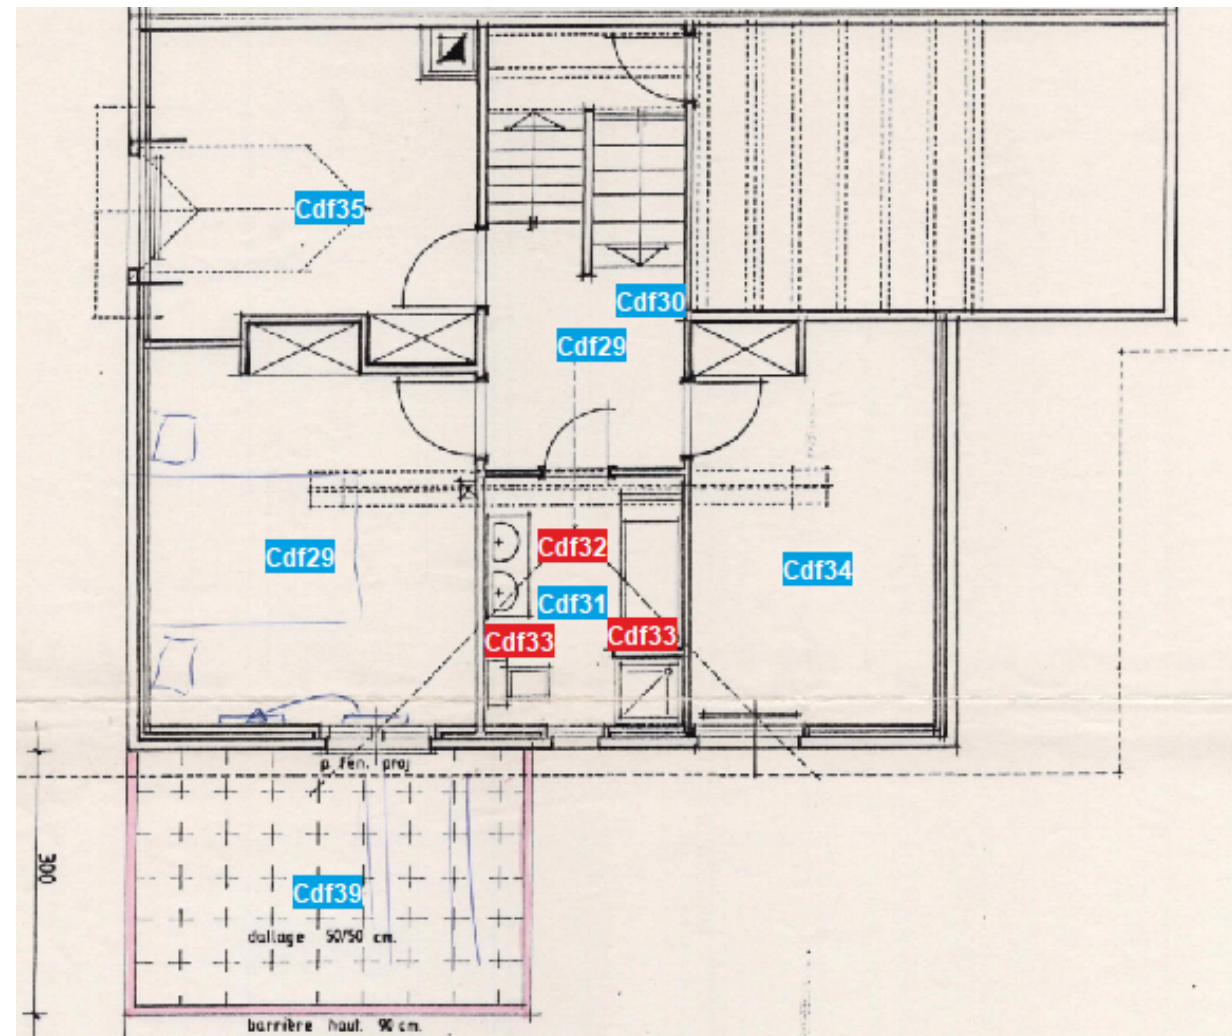 Cdf35
Cdf30
Cdf29
Cdf32
Cdf29
Cdf34
Cdf31
Cdf33
Cdf33
p. fén. proj
300
Cdf39
dallage 50/50 cm.
barrière haut. 90 cm.